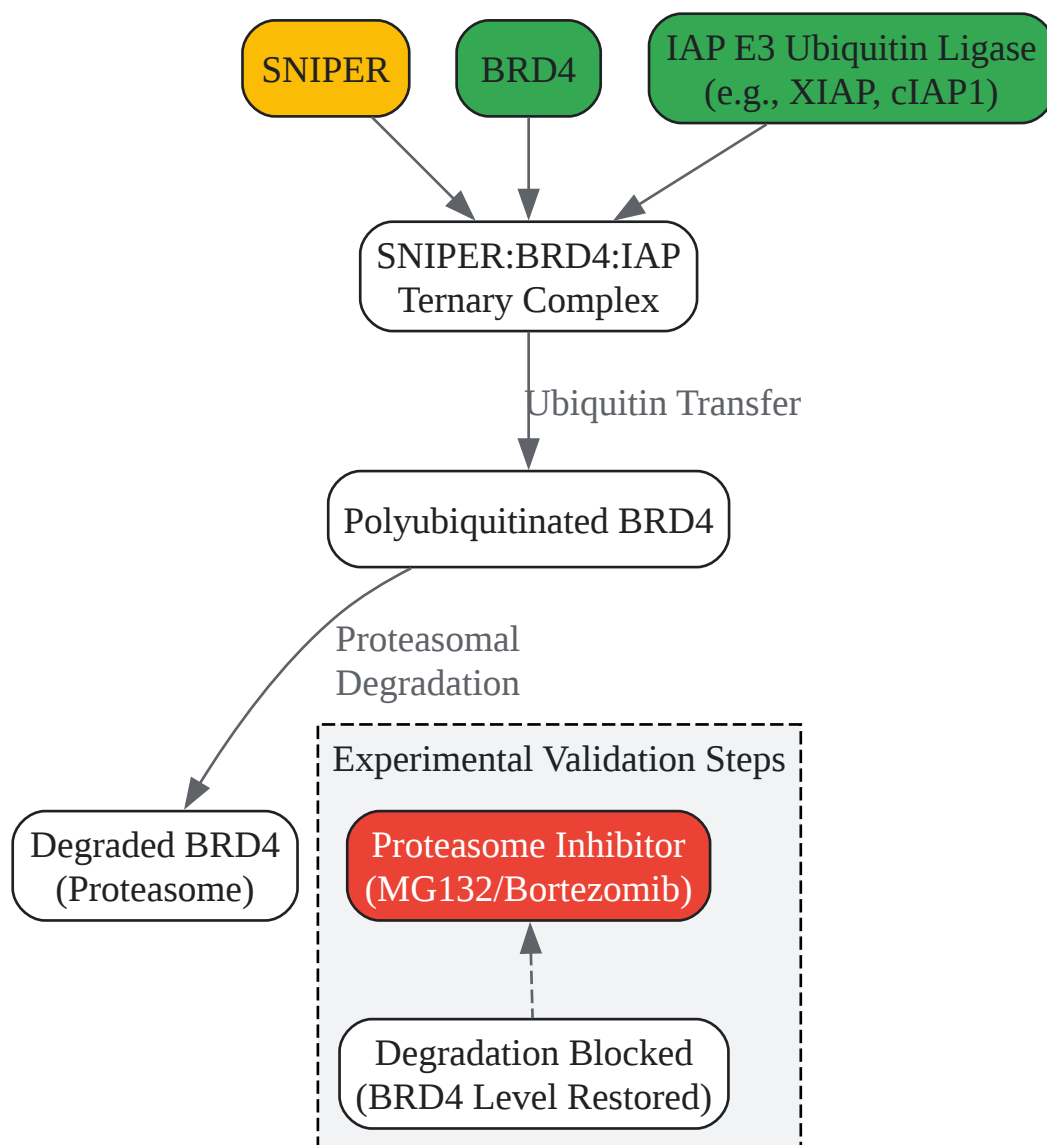 SNIPER
BRD4
IAP E3 Ubiquitin Ligase
(e.g., XIAP, cIAP1)
SNIPER:BRD4:IAP
Ternary Complex
Ubiquitin Transfer
Polyubiquitinated BRD4
Proteasomal
Degradation
Experimental Validation Steps
Degraded BRD4
(Proteasome)
Proteasome Inhibitor
(MG132/Bortezomib)
Degradation Blocked
(BRD4 Level Restored)